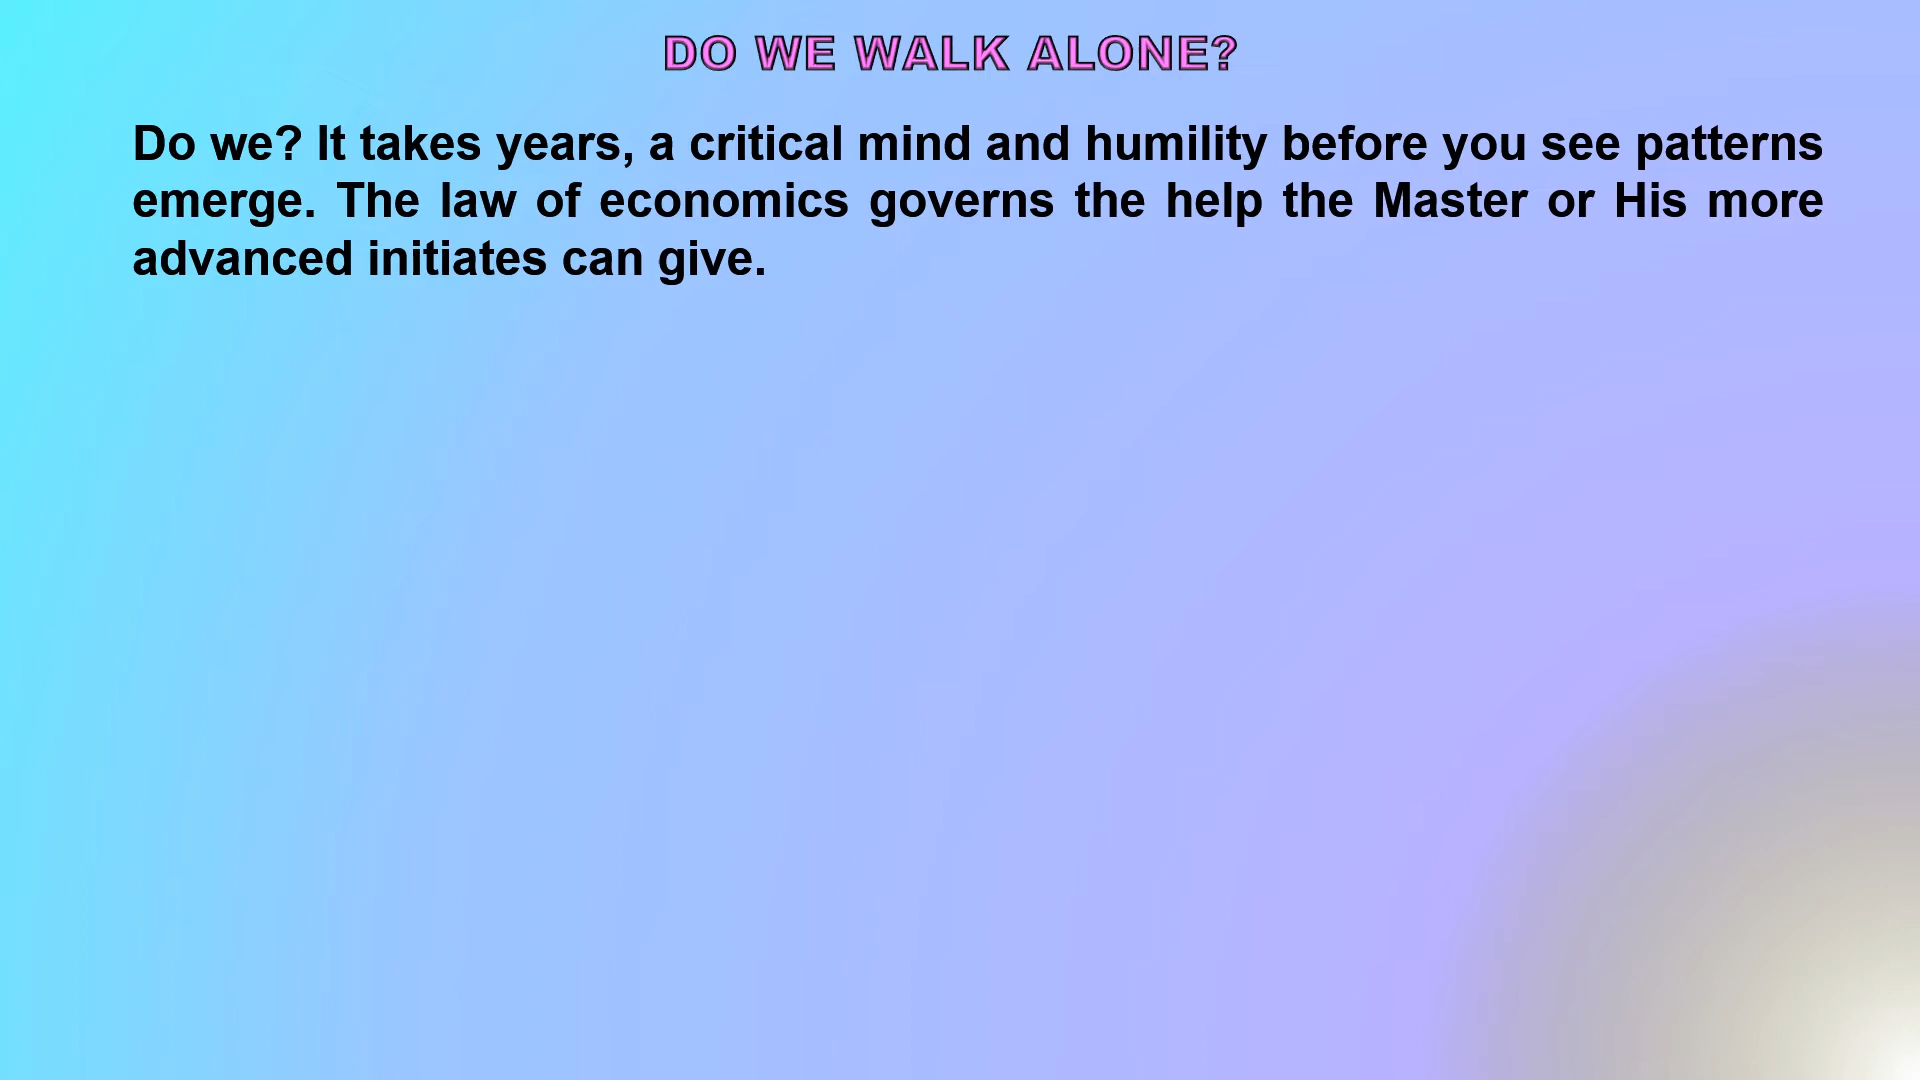 DO WE WALK ALONE?
Do we? It takes years, a critical mind and humility before you see patterns
emerge. The law of economics governs the help the Master or His more
advanced initiates can give.